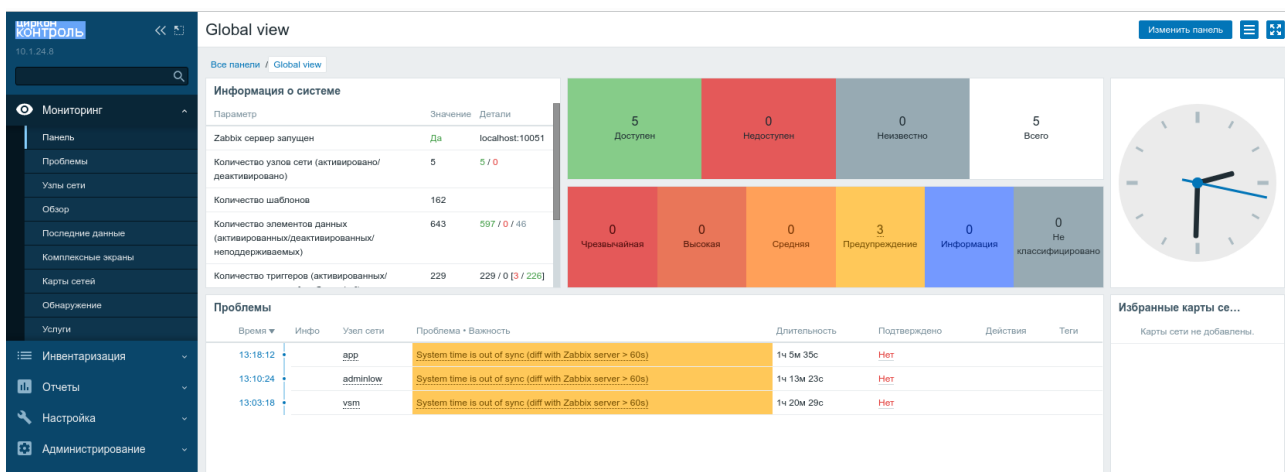 циркон
контроль
Global view
Изменить панель
10.1.24.8
Все панели / Global view
Мониторинг
Панель
Проблемы
Узлы сети
Обзор
Последние данные
Комплексные экраны
Карты сетей
Обнаружение
Услуги
Инвентаризация
Отчеты
Настройка
Администрирование
Информация о системе
Параметр Значение Детали
Zabbix сервер запущен Да localhost:10051
Количество узлов сети (активировано/
деактивировано) 5 5 / 0
Количество шаблонов 162
Количество элементов данных
(активированных/деактивированных/
неподдерживаемых) 643 597 / 0 / 46
Количество триггеров (активированных/ 229 229 / 0 [3 / 226]
5 0 0 5
Доступен Недоступен Неизвестно Всего
0 0 0 3 0 0
Чрезвычайная Высокая Средняя Предупреждение Информация Не
классифицировано
Проблемы
Время Инфо Узел сети Проблема • Важность Длительность Подтверждено Действия Теги
13:18:12 app System time is out of sync (diff with Zabbix server > 60s) 1ч 5м 35с Нет
13:10:24 adminlow System time is out of sync (diff with Zabbix server > 60s) 1ч 13м 23с Нет
13:03:18 vsm System time is out of sync (diff with Zabbix server > 60s) 1ч 20м 29с Нет
Избранные карты се...
Карты сети не добавлены.